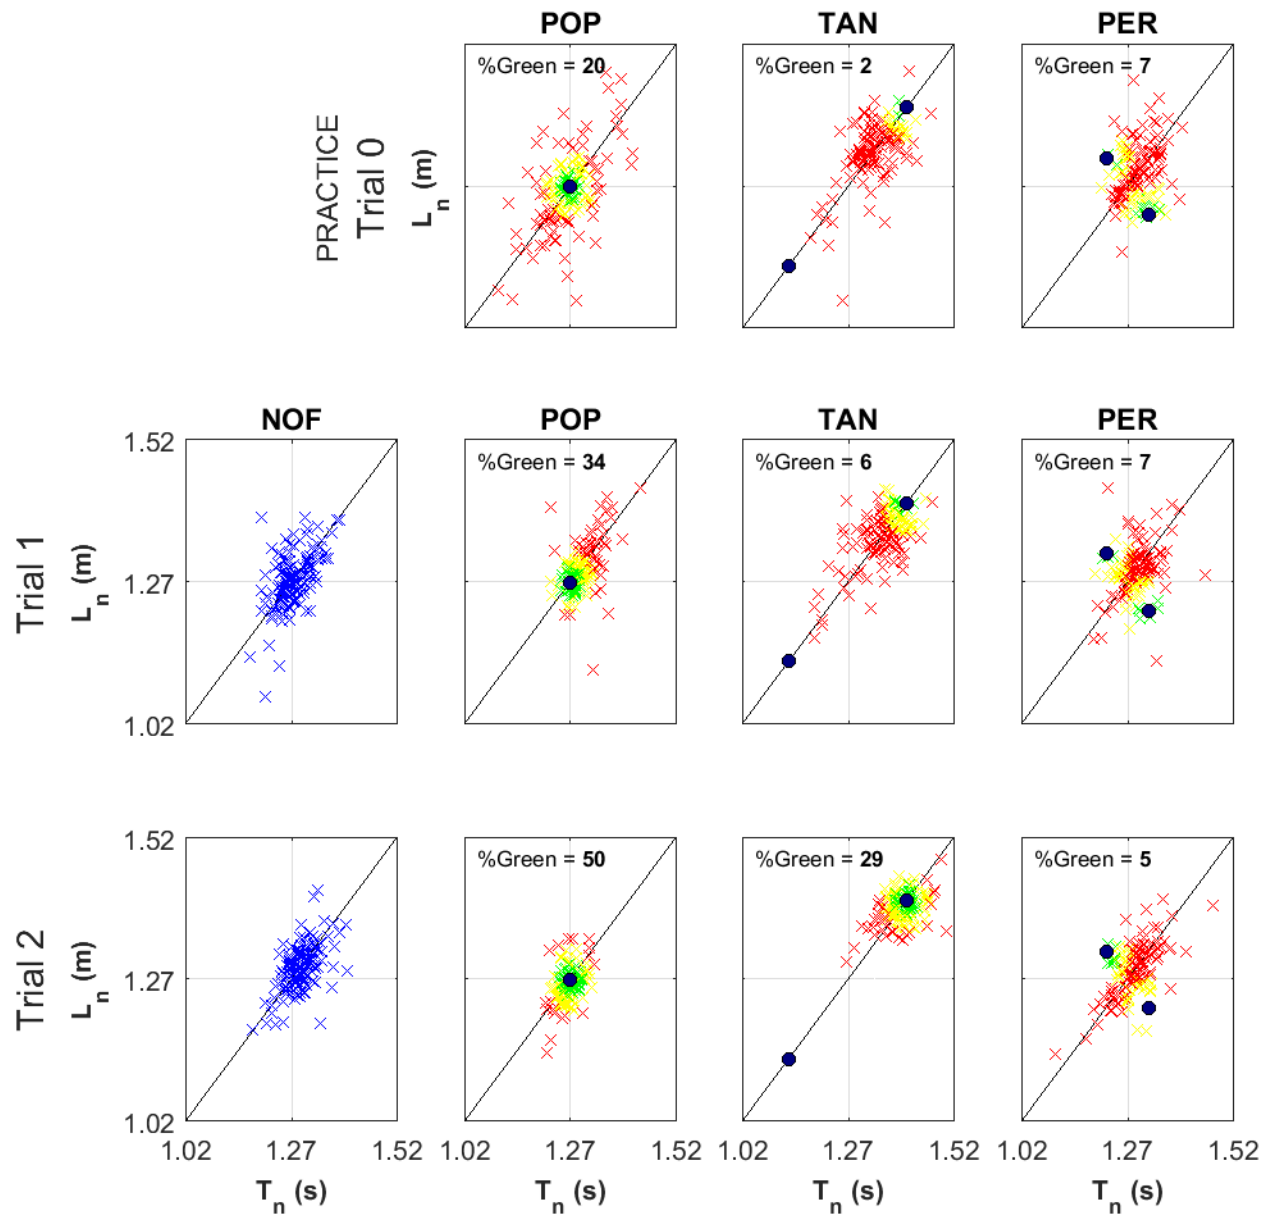 POP TAN PER
%Green = 20 %Green = 2 %Green = 7
PRACTICE
Trial 0
L_n (m)
NOF POP TAN PER
1.52
%Green = 34 %Green = 6 %Green = 7
Trial 1
L_n (m)
1.27
1.02
1.52
%Green = 50 %Green = 29 %Green = 5
Trial 2
L_n (m)
1.27
1.02
1.02 1.27 1.52 1.02 1.27 1.52 1.02 1.27 1.52 1.02 1.27 1.52
T_n (s) T_n (s) T_n (s) T_n (s)